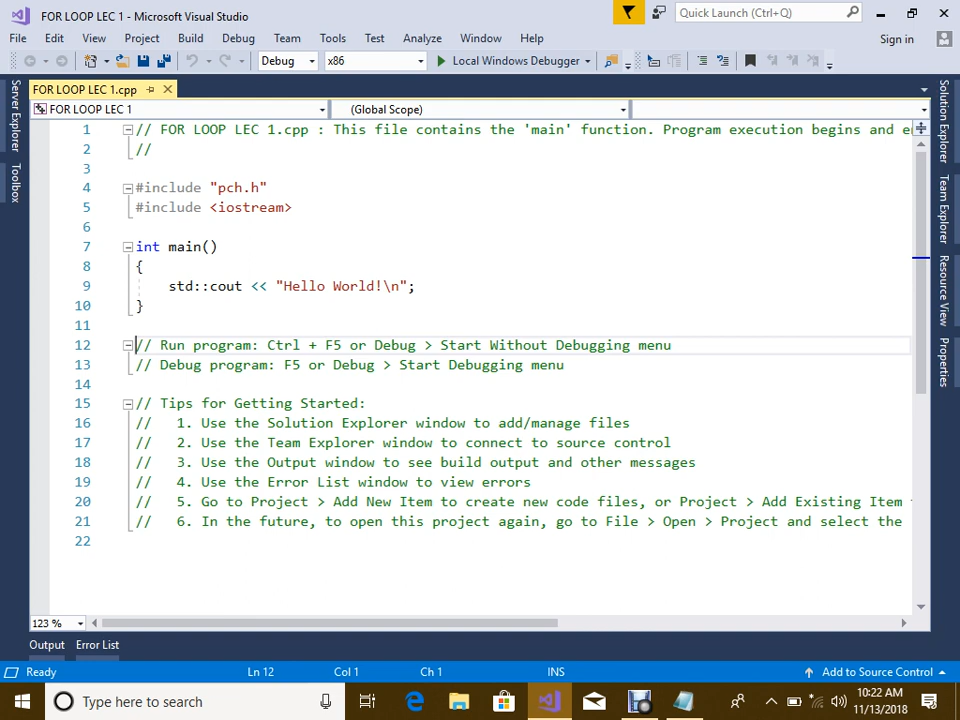 FOR LOOP LEC 1 - Microsoft Visual Studio
Quick Launch (Ctrl+Q)
File Edit View Project Build Debug Team Tools Test Analyze Window Help
Sign in
Debug x86 Local Windows Debugger
FOR LOOP LEC 1.cpp
FOR LOOP LEC 1 (Global Scope)
Server Explorer
Toolbox
Solution Explorer
Team Explorer
Resource View
Properties
1 // FOR LOOP LEC 1.cpp : This file contains the 'main' function. Program execution begins and
2 //
3
4 #include "pch.h"
5 #include <iostream>
6
7 int main()
8 {
9 std::cout << "Hello World!\n";
10 }
11
12 // Run program: Ctrl + F5 or Debug > Start Without Debugging menu
13 // Debug program: F5 or Debug > Start Debugging menu
14
15 // Tips for Getting Started:
16 // 1. Use the Solution Explorer window to add/manage files
17 // 2. Use the Team Explorer window to connect to source control
18 // 3. Use the Output window to see build output and other messages
19 // 4. Use the Error List window to view errors
20 // 5. Go to Project > Add New Item to create new code files, or Project > Add Existing Item
21 // 6. In the future, to open this project again, go to File > Open > Project and select the
22
123 %
Output Error List
Ready Ln 12 Col 1 Ch 1 INS Add to Source Control
Type here to search
10:22 AM
11/13/2018